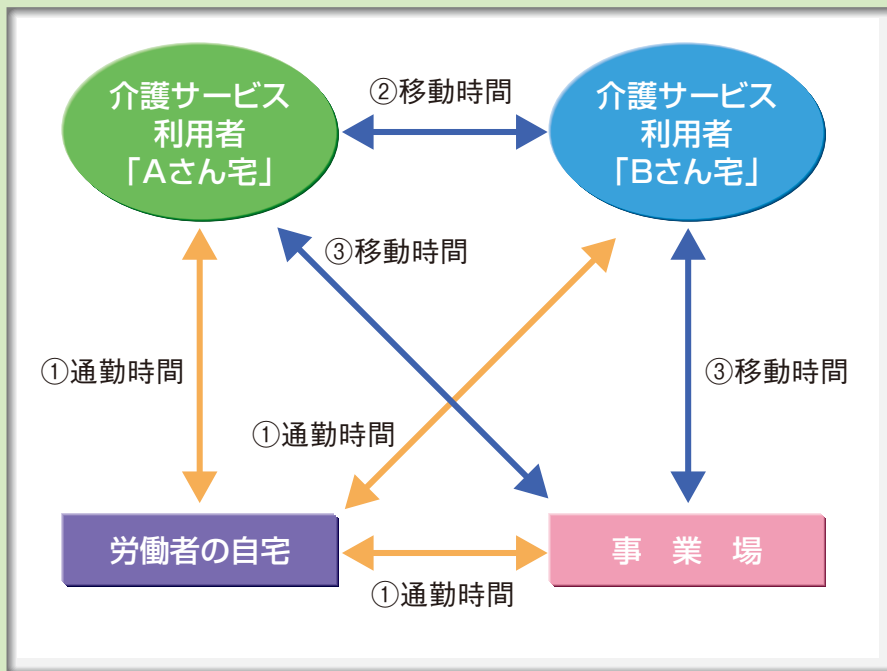 介護サービス
利用者
「Aさん宅」
②移動時間
介護サービス
利用者
「Bさん宅」
③移動時間
①通勤時間
③移動時間
①通勤時間
労働者の自宅
事 業 場
①通勤時間